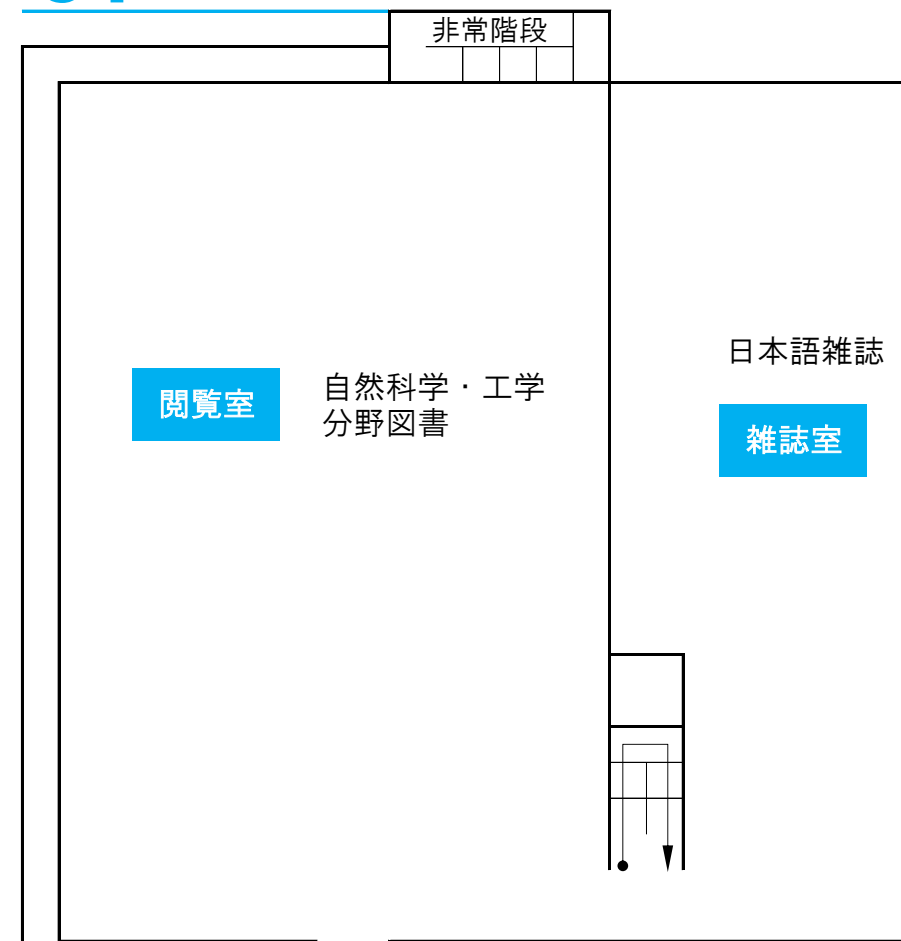 非常階段
日本語雑誌
閲覧室
自然科学・工学
分野図書
雑誌室